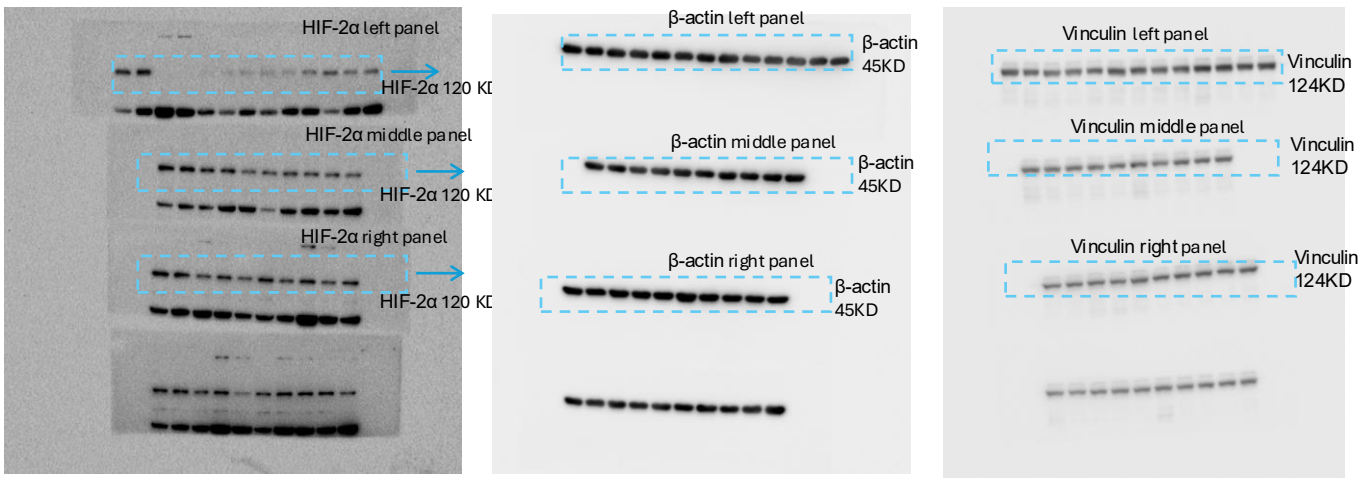 HIF-2α left panel
HIF-2α 120 KD
HIF-2α middle panel
HIF-2α 120 KD
HIF-2α right panel
HIF-2α 120 KD
β-actin left panel
β-actin
45KD
β-actin middle panel
β-actin
45KD
β-actin right panel
β-actin
45KD
Vinculin left panel
Vinculin
124KD
Vinculin middle panel
Vinculin
124KD
Vinculin right panel
Vinculin
124KD